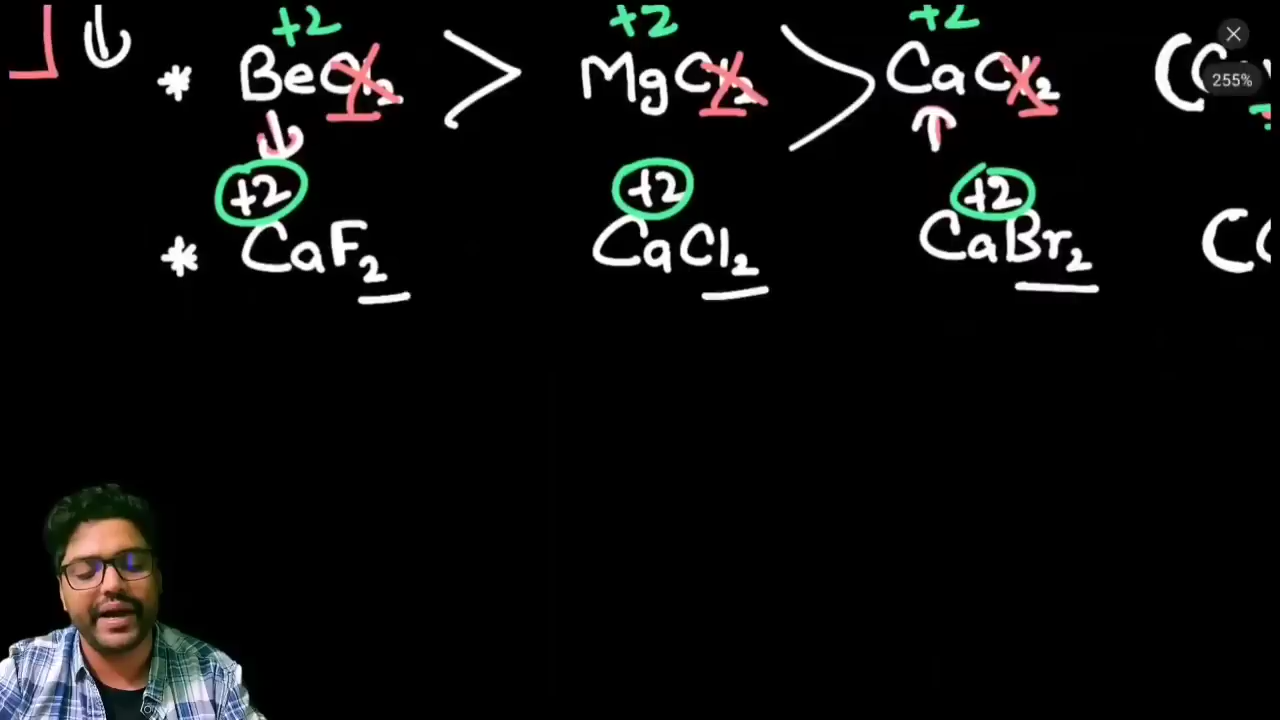 +2 +2 +2
* BeCl₂ > MgCl₂ > CaCl₂ (C
255%
+2 +2 +2
* CaF₂ CaCl₂ CaBr₂ (C